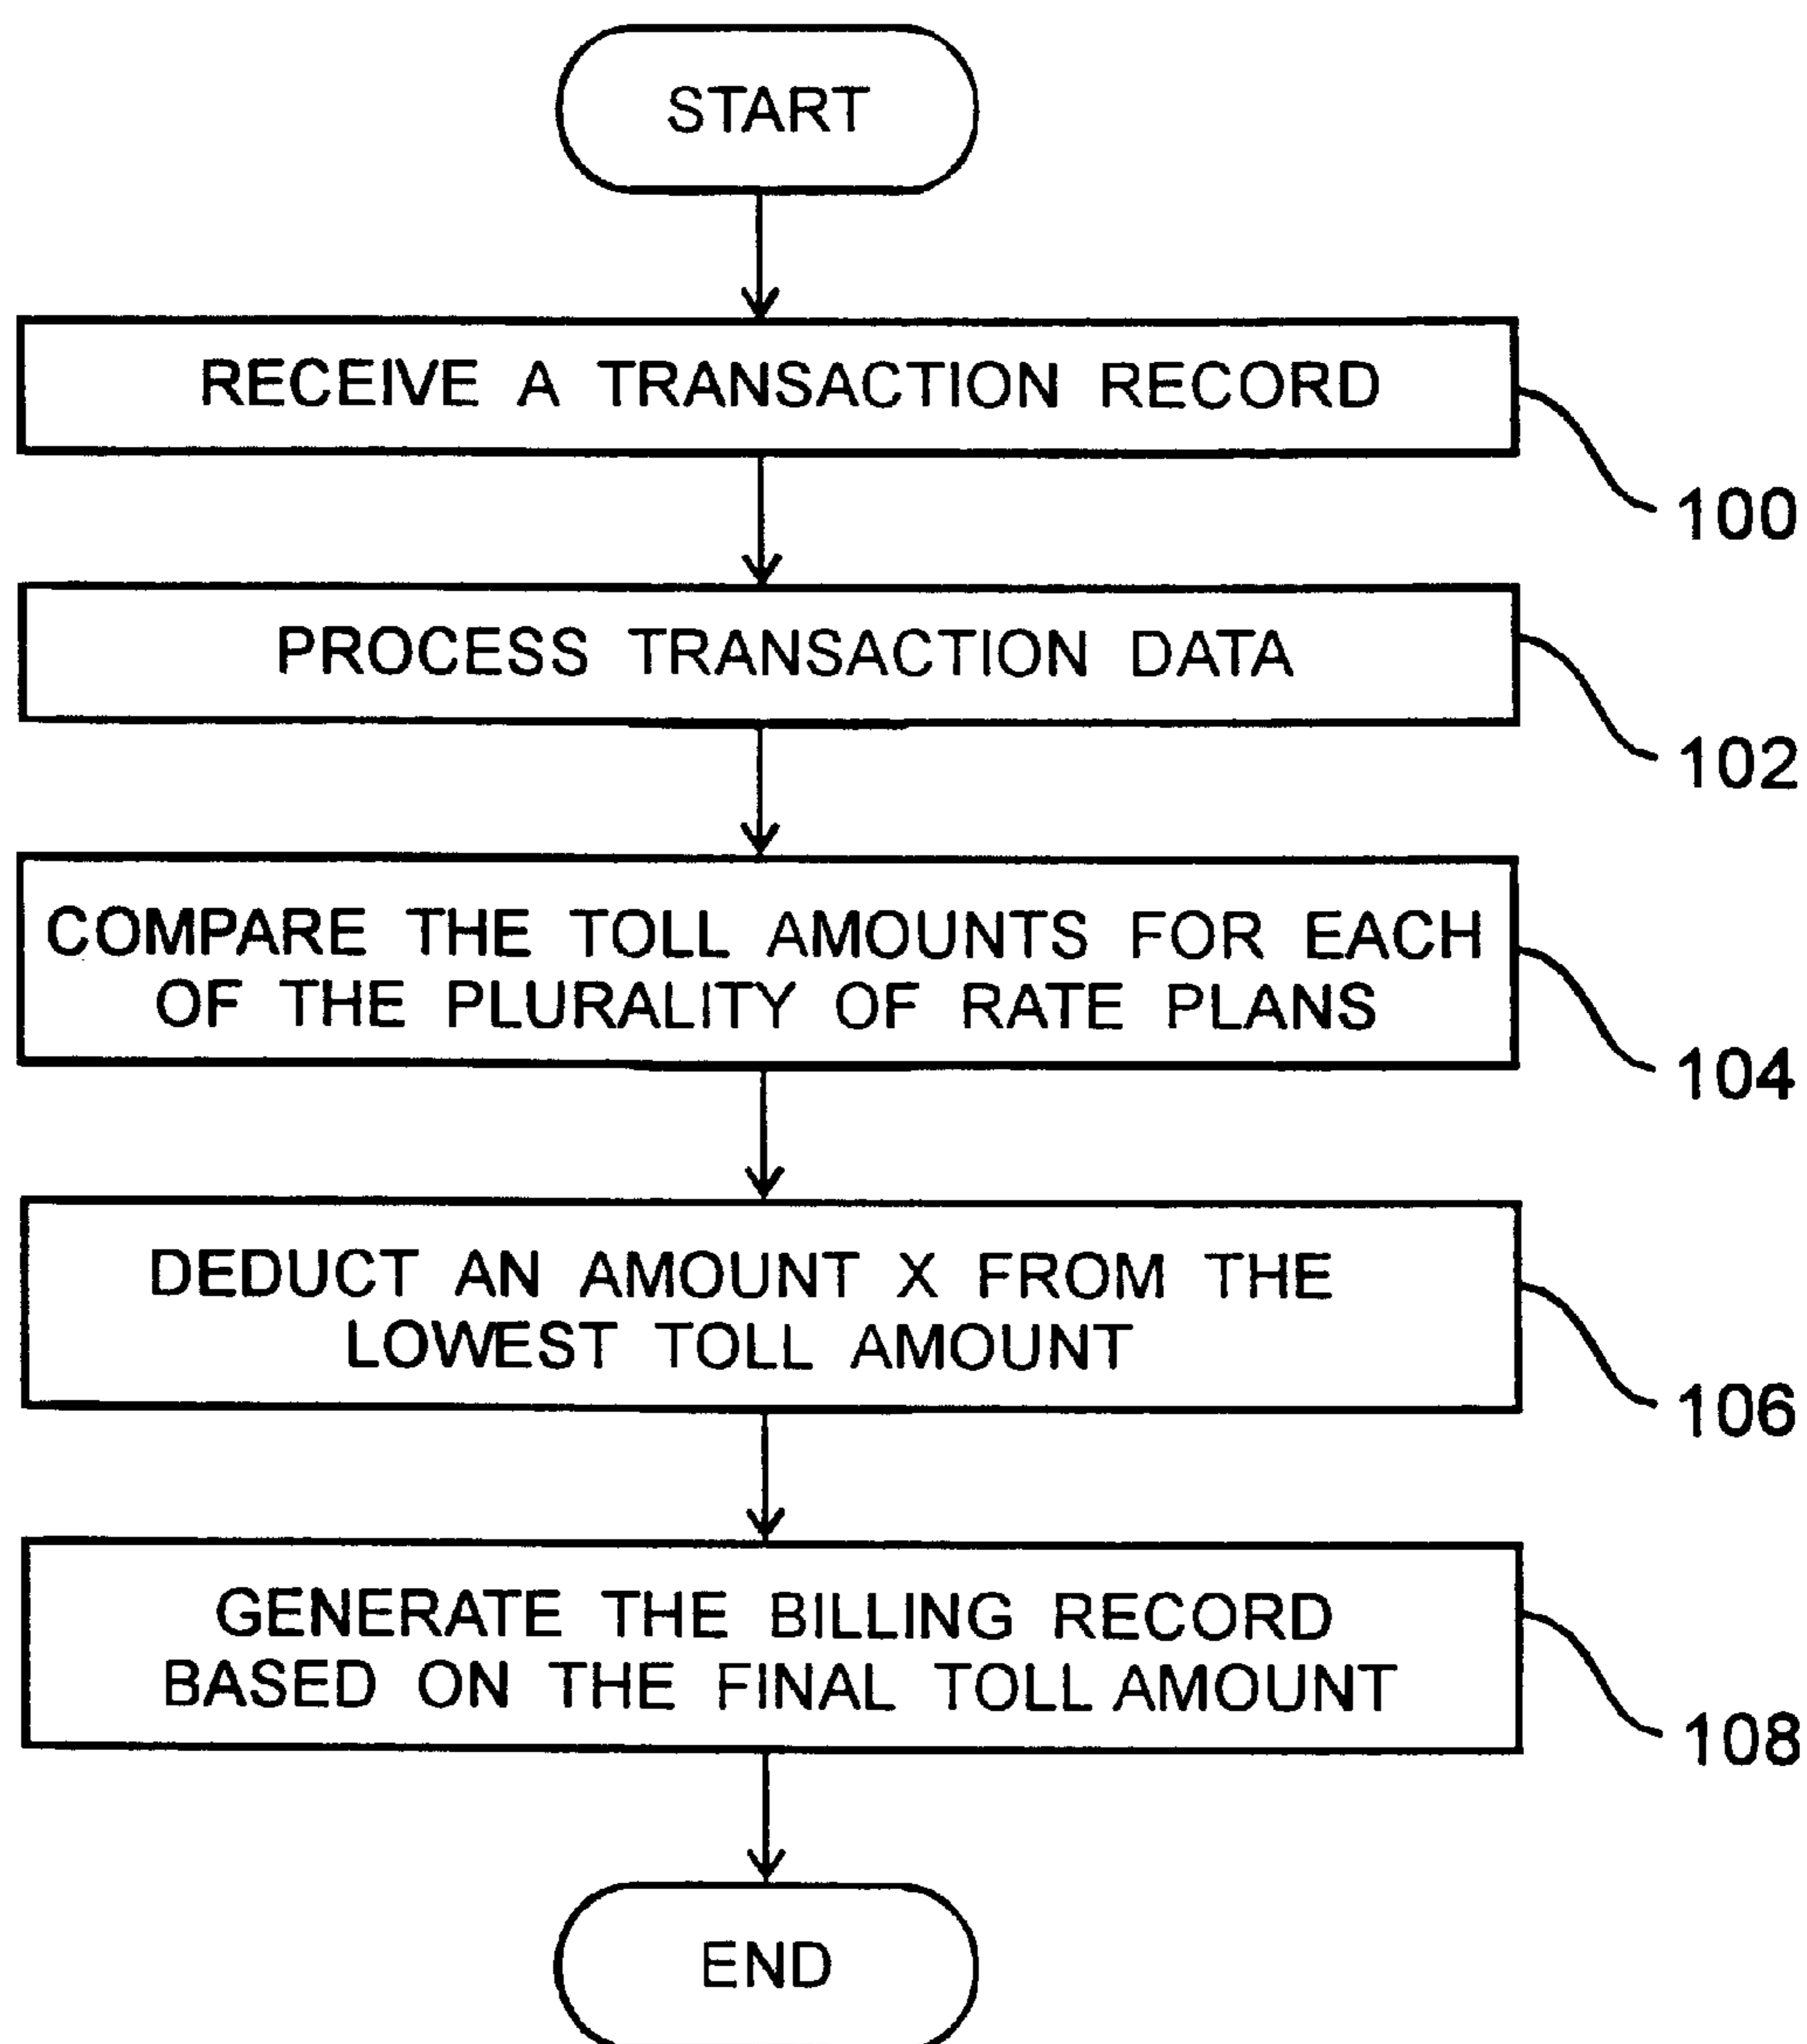 START
RECEIVE A TRANSACTION RECORD
100
PROCESS TRANSACTION DATA
102
COMPARE THE TOLL AMOUNTS FOR EACH
OF THE PLURALITY OF RATE PLANS
104
DEDUCT AN AMOUNT X FROM THE
LOWEST TOLL AMOUNT
106
GENERATE THE BILLING RECORD
BASED ON THE FINAL TOLL AMOUNT
108
END